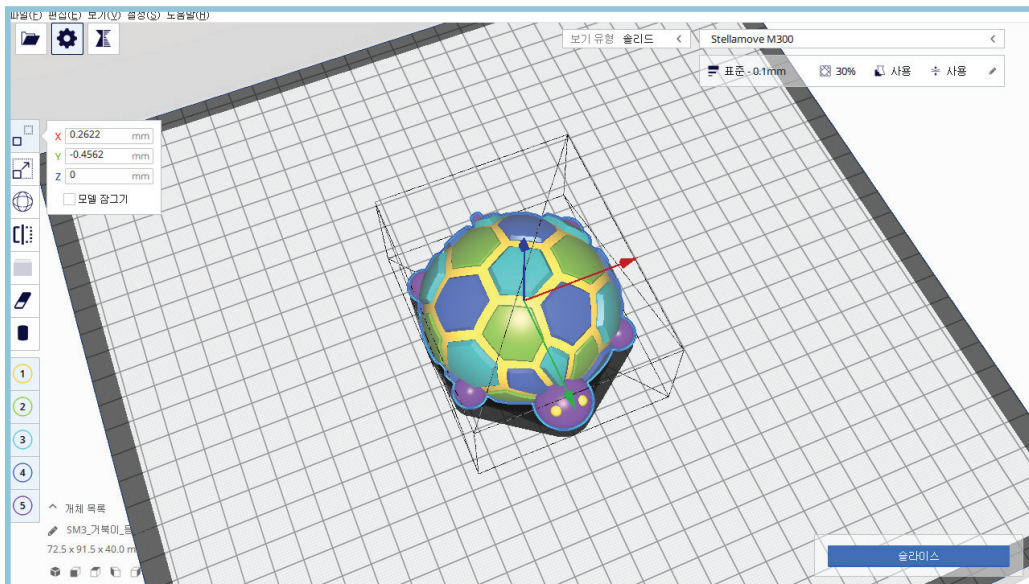 파일(F) 편집(E) 보기(V) 설정(S) 도움말(H)
보기 유형 솔리드
Stellamove M300
표준 - 0.1mm 30% 사용 사용
X 0.2622 mm
Y -0.4562 mm
Z 0 mm
모델 잠그기
1
2
3
4
5
개체 목록
SM3_거북이_
72.5 x 91.5 x 40.0 m
슬라이스